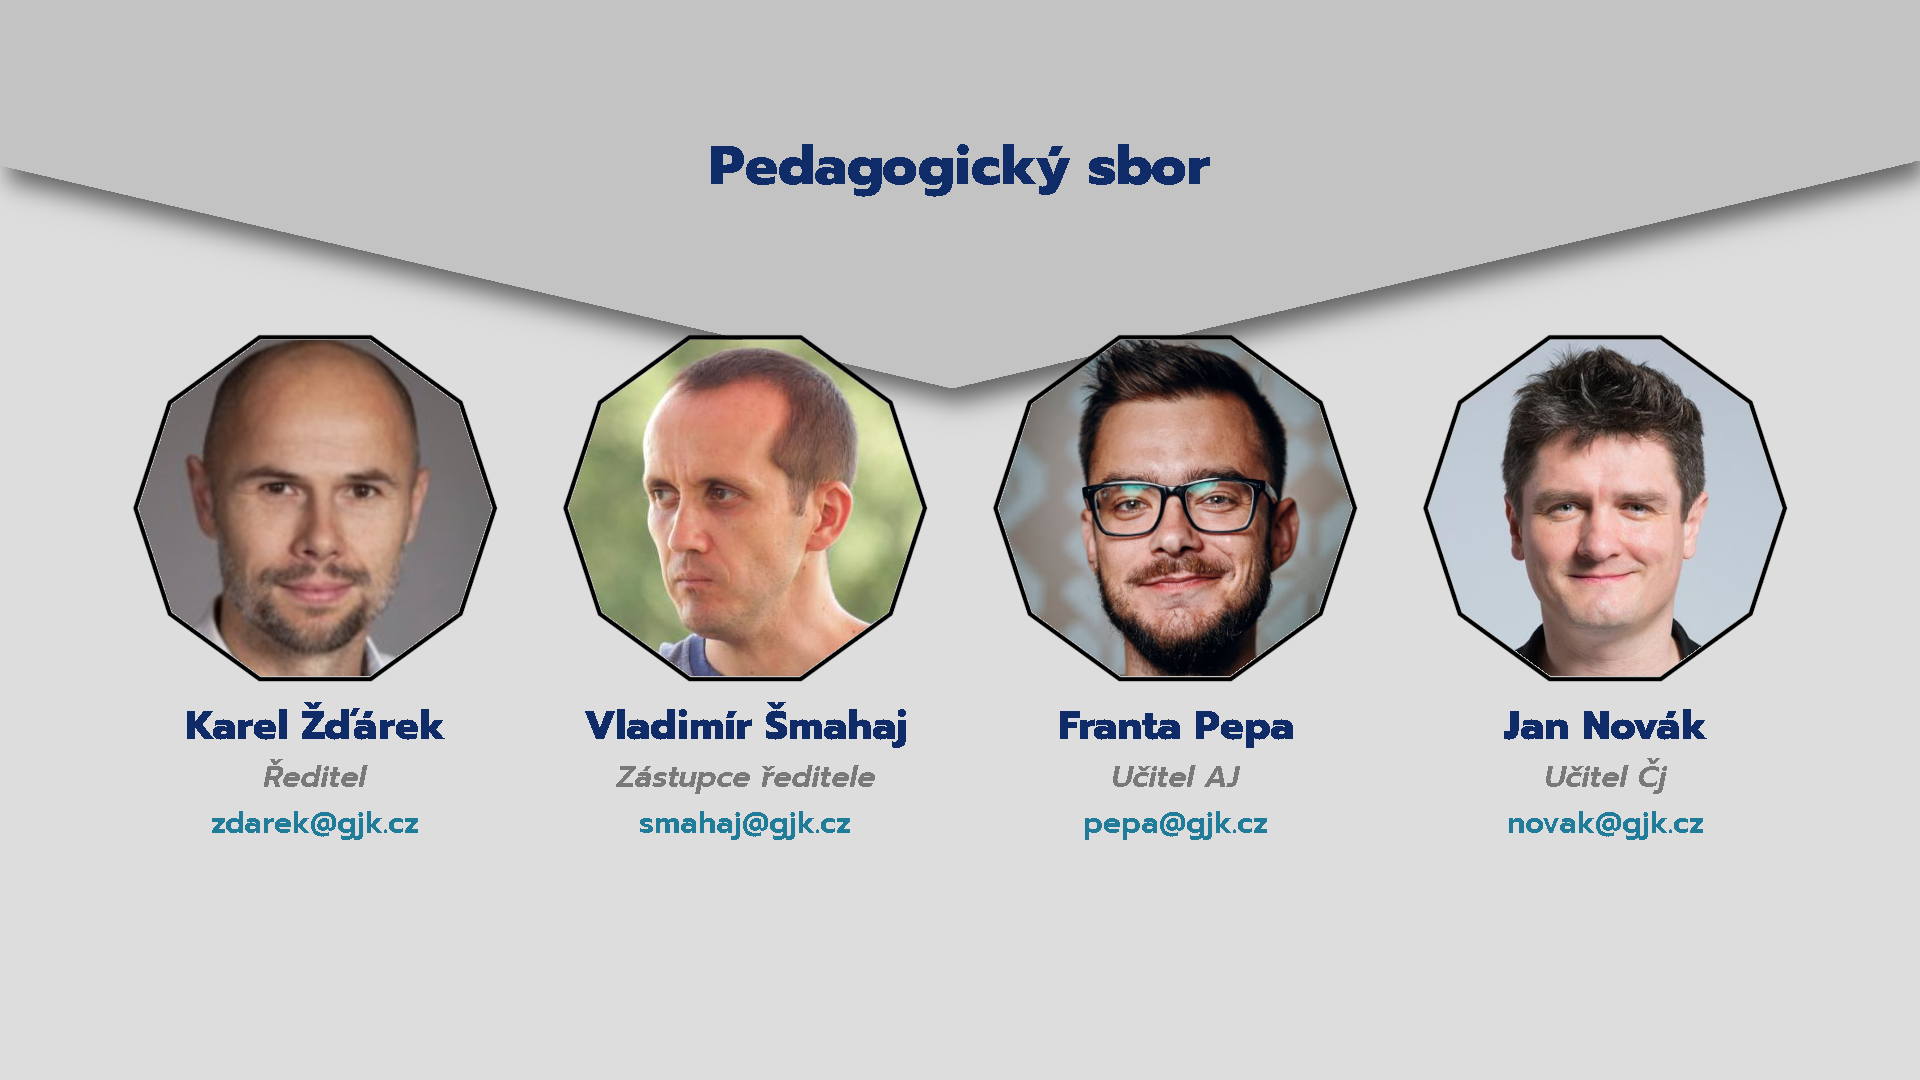 Pedagogický sbor
Karel Žďárek
Vladimír Šmahaj
Franta Pepa
Jan Novák
Ředitel
Zástupce ředitele
Učitel AJ
Učitel Čj
zdarek@gjk.cz
smahaj@gjk.cz
pepa@gjk.cz
novak@gjk.cz